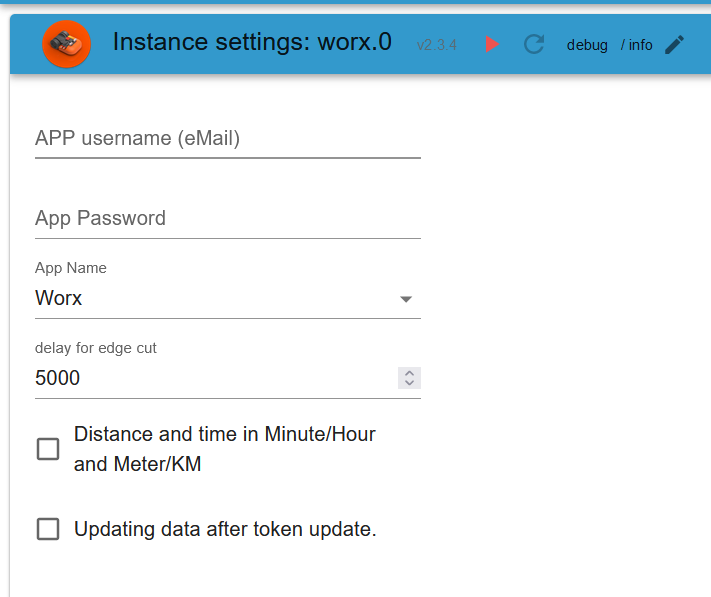 Instance settings: worx.0 v2.3.4 debug / info
APP username (eMail)
App Password
App Name
Worx
delay for edge cut
5000
Distance and time in Minute/Hour
and Meter/KM
Updating data after token update.